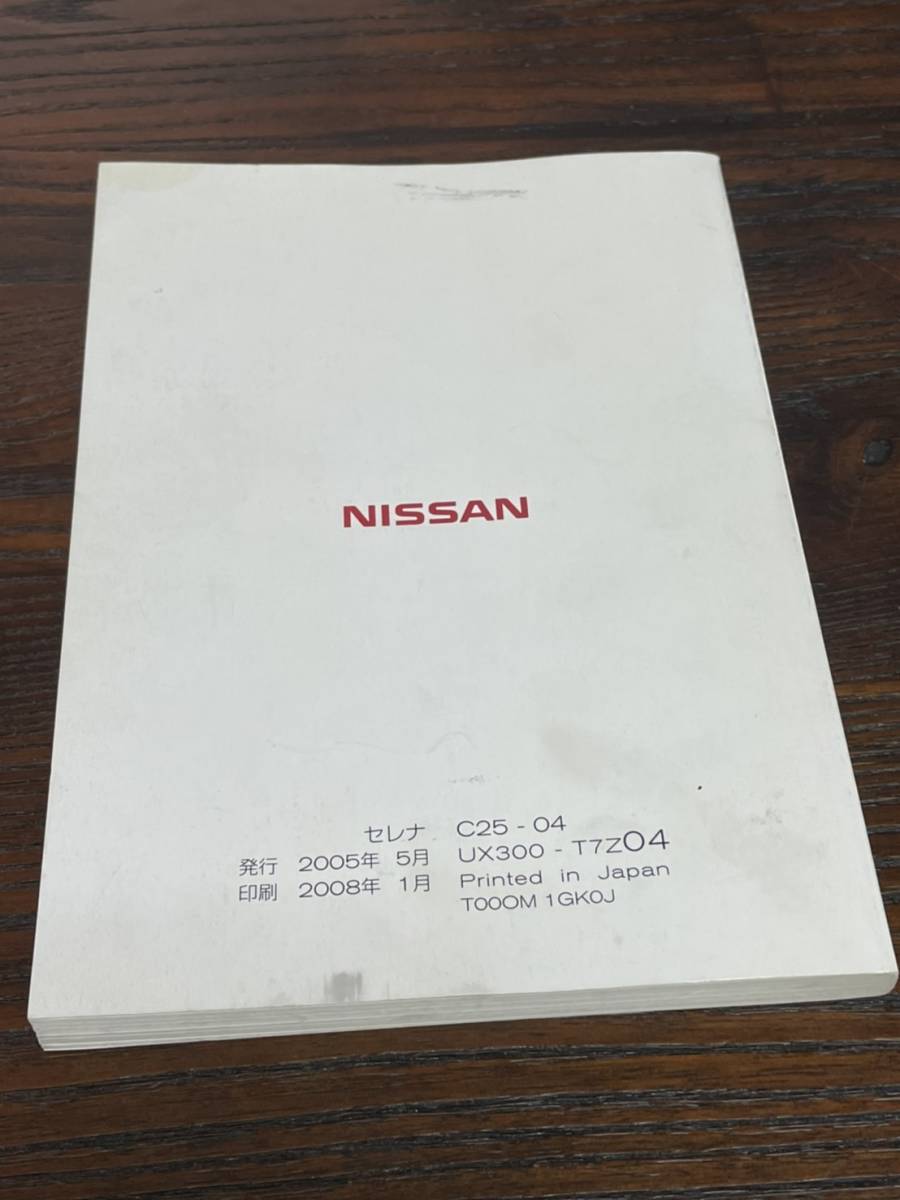 NISSAN
セレナ C25 - 04
発行 2005年 5月 UX300 - T7Z04
印刷 2008年 1月 Printed in Japan
T00OM 1GK0J